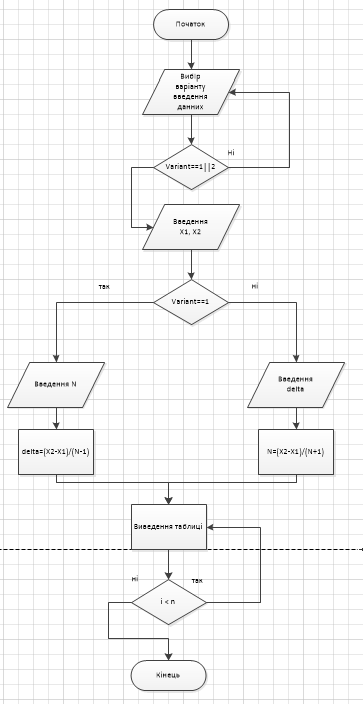 Початок
Вибір
варіанту
введення
данних
ні
Variant==1||2
Введення
X1, X2
так
ні
Variant==1
Введення N
Введення
delta
delta=(X2-X1)/(N-1)
N=(X2-X1)/(N+1)
Виведення таблиці
ні
так
i < n
Кінець